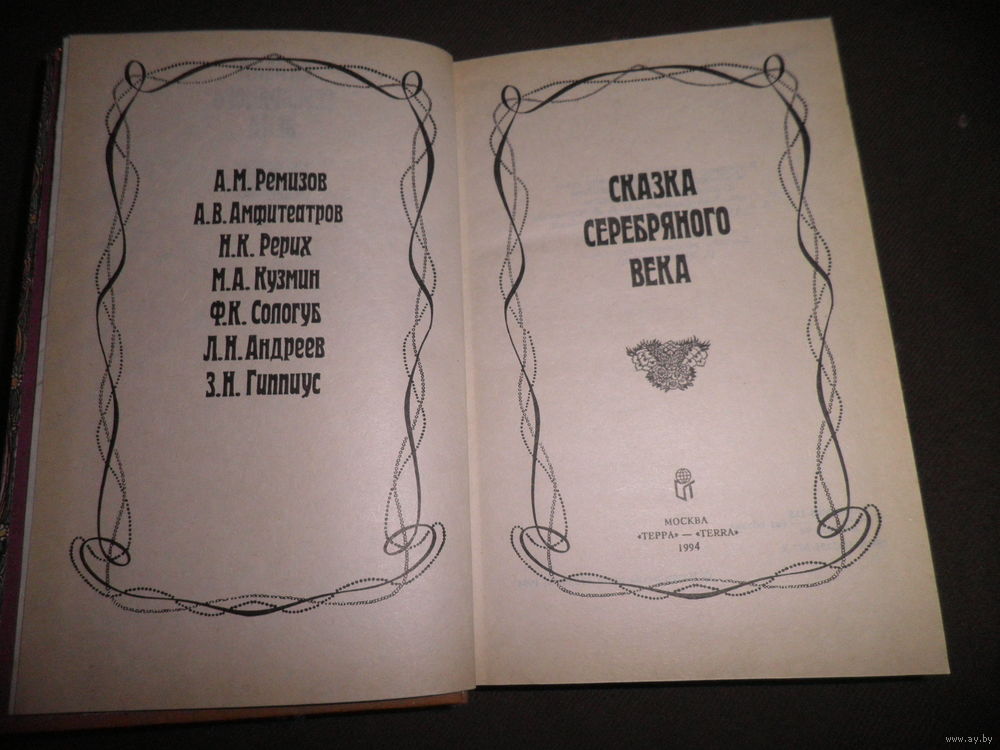 А.М. Ремизов
А.В. Амфитеатров
Н.К. Рерих
М.А. Кузмин
Ф.К. Сологуб
Л.Н. Андреев
З.Н. Гиппиус
СКАЗКА
СЕРЕБРЯНОГО
ВЕКА
МОСКВА
«ТЕРРА» — «TERRA»
1994
www.ay.by